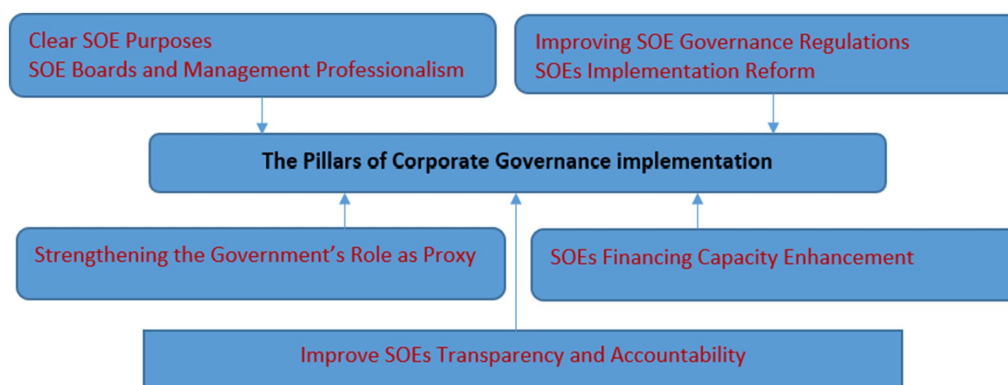 Clear SOE Purposes
SOE Boards and Management Professionalism
Improving SOE Governance Regulations
SOEs Implementation Reform
The Pillars of Corporate Governance implementation
Strengthening the Government’s Role as Proxy
SOEs Financing Capacity Enhancement
Improve SOEs Transparency and Accountability